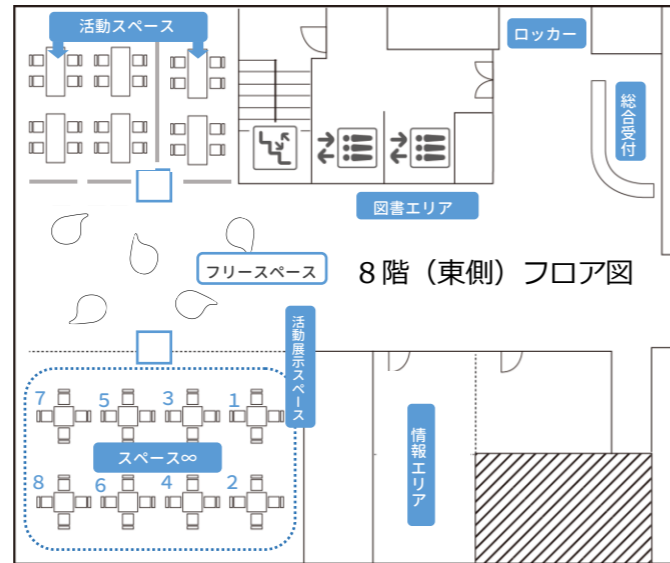 活動スペース
ロッカー
総合受付
図書エリア
フリースペース
8階（東側）フロア図
活動展示スペース
7 5 3 1
スペース∞
8 6 4 2
情報エリア